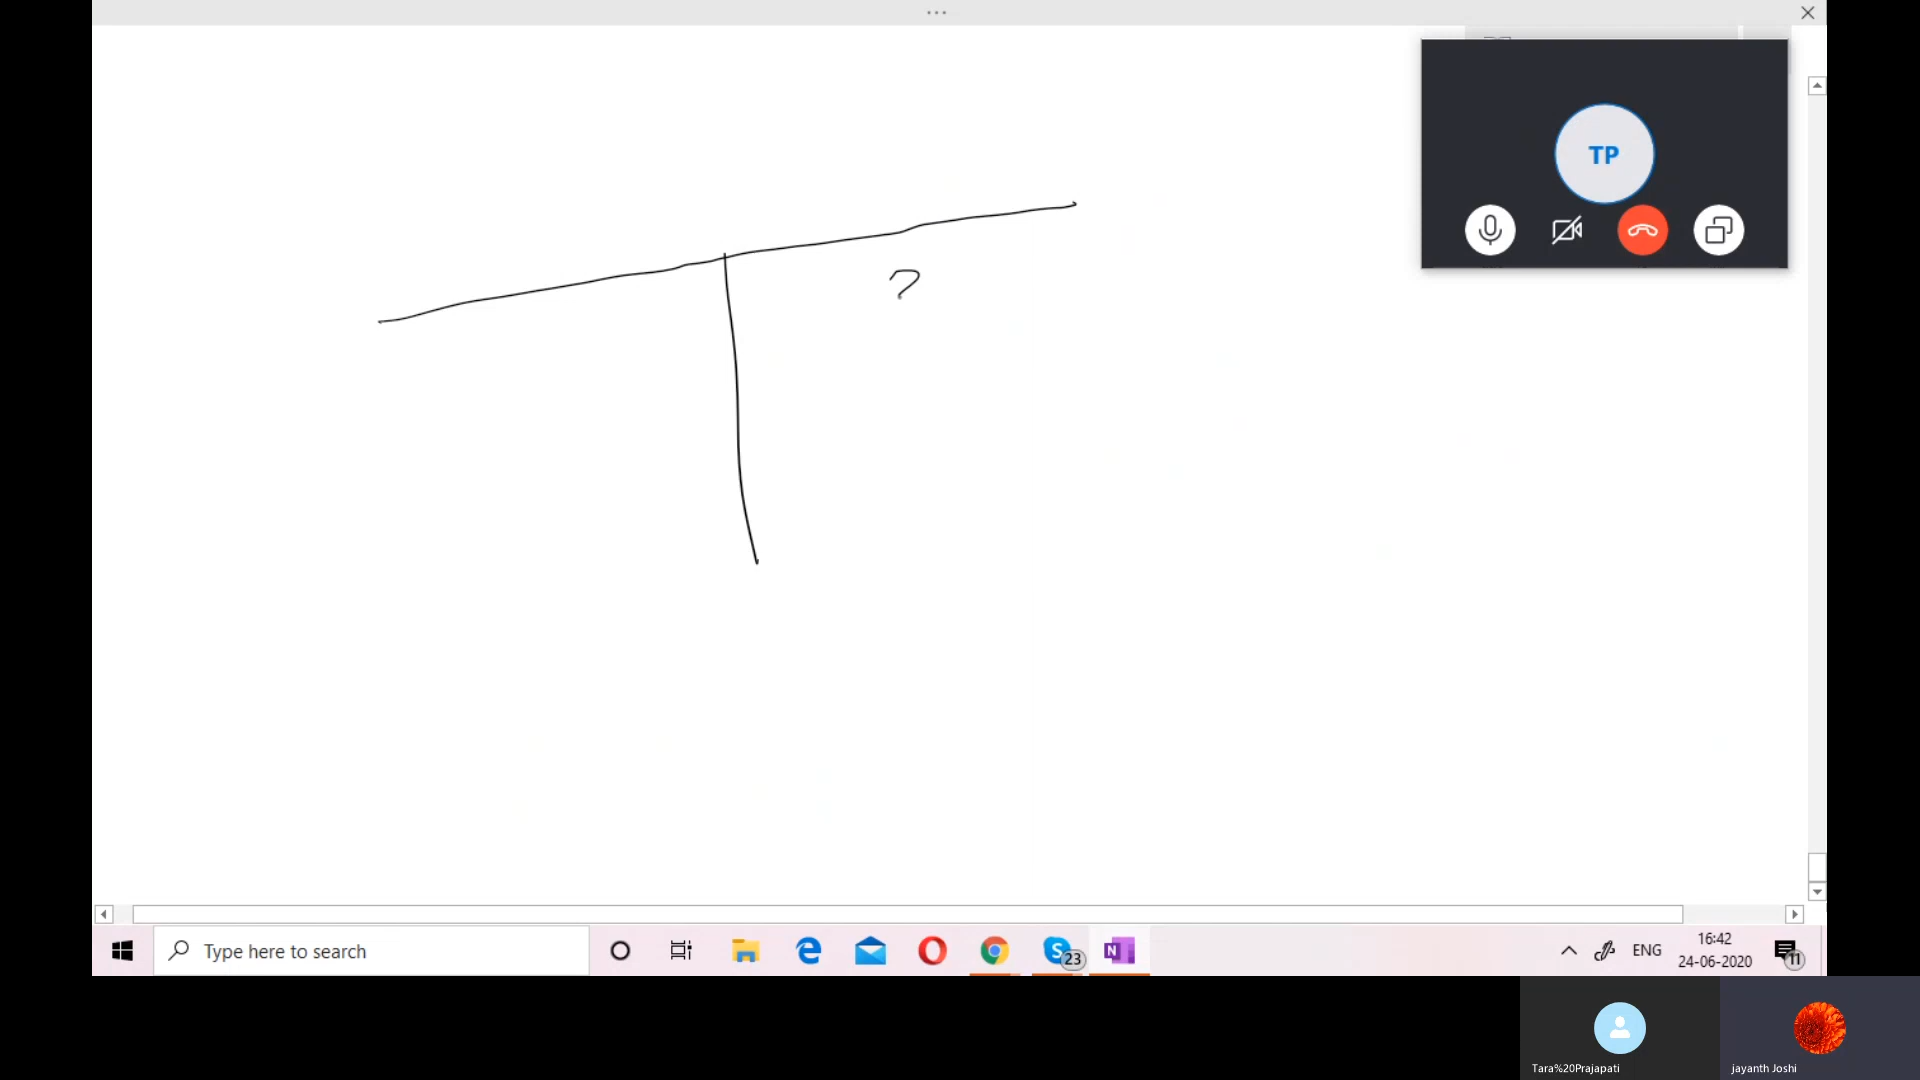 TP
?
Type here to search
23
ENG
16:42
24-06-2020
11
Tara%20Prajapati
jayanth Joshi